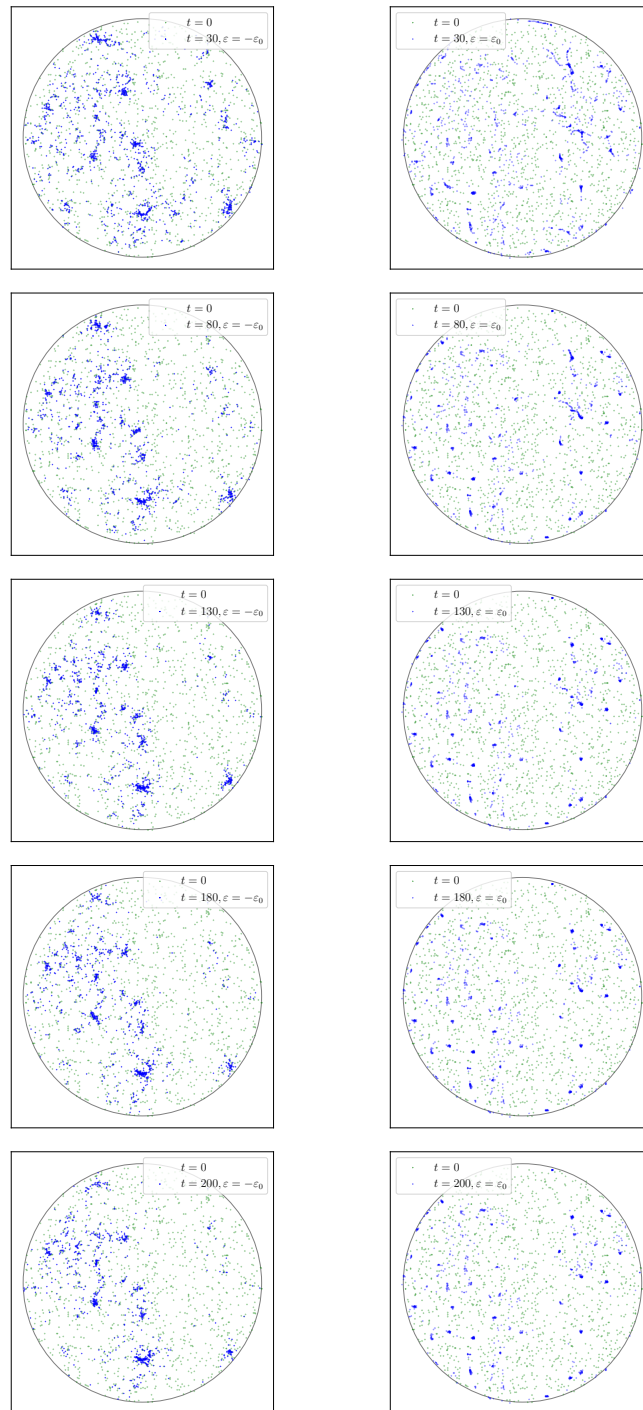 t = 0
t = 30, ε = −ε₀
t = 0
t = 30, ε = ε₀
t = 0
t = 80, ε = −ε₀
t = 0
t = 80, ε = ε₀
t = 0
t = 130, ε = −ε₀
t = 0
t = 130, ε = ε₀
t = 0
t = 180, ε = −ε₀
t = 0
t = 180, ε = ε₀
t = 0
t = 200, ε = −ε₀
t = 0
t = 200, ε = ε₀